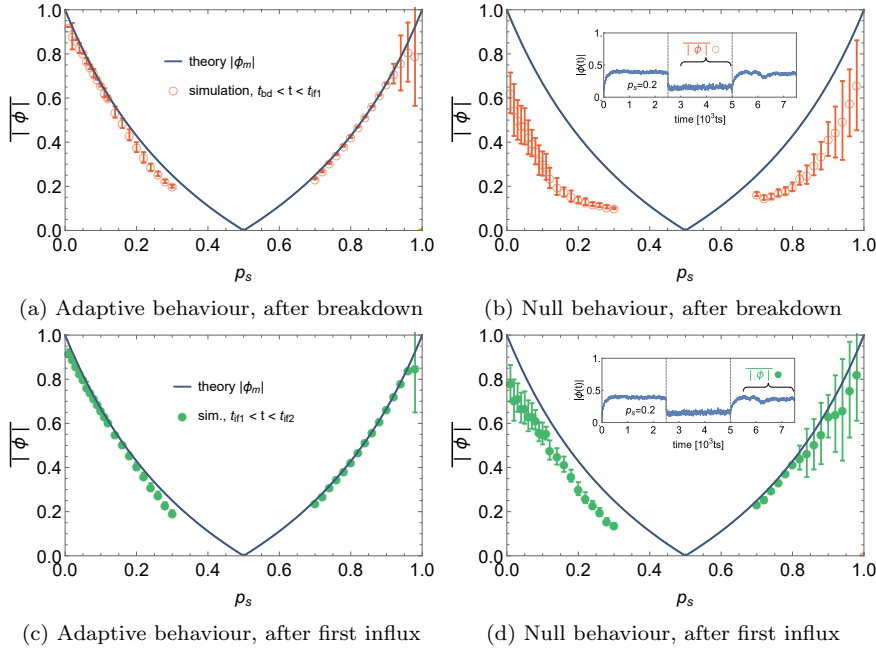 1.0
0.8
0.6
0.4
0.2
0.0
|ϕ|
theory |ϕm|
simulation, tbd < t < tif1
0.0 0.2 0.4 0.6 0.8 1.0
ps
(a) Adaptive behaviour, after breakdown
1.0
0.8
0.6
0.4
0.2
0.0
|ϕ|
1
0.5
0
|ϕ(t)|
|ϕ|
ps=0.2
0 1 2 3 4 5 6 7
time [10³ts]
0.0 0.2 0.4 0.6 0.8 1.0
ps
(b) Null behaviour, after breakdown
1.0
0.8
0.6
0.4
0.2
0.0
|ϕ|
theory |ϕm|
sim., tif1 < t < tif2
0.0 0.2 0.4 0.6 0.8 1.0
ps
(c) Adaptive behaviour, after first influx
1.0
0.8
0.6
0.4
0.2
0.0
|ϕ|
1
0.5
0
|ϕ(t)|
|ϕ|
ps=0.2
0 1 2 3 4 5 6 7
time [10³ts]
0.0 0.2 0.4 0.6 0.8 1.0
ps
(d) Null behaviour, after first influx